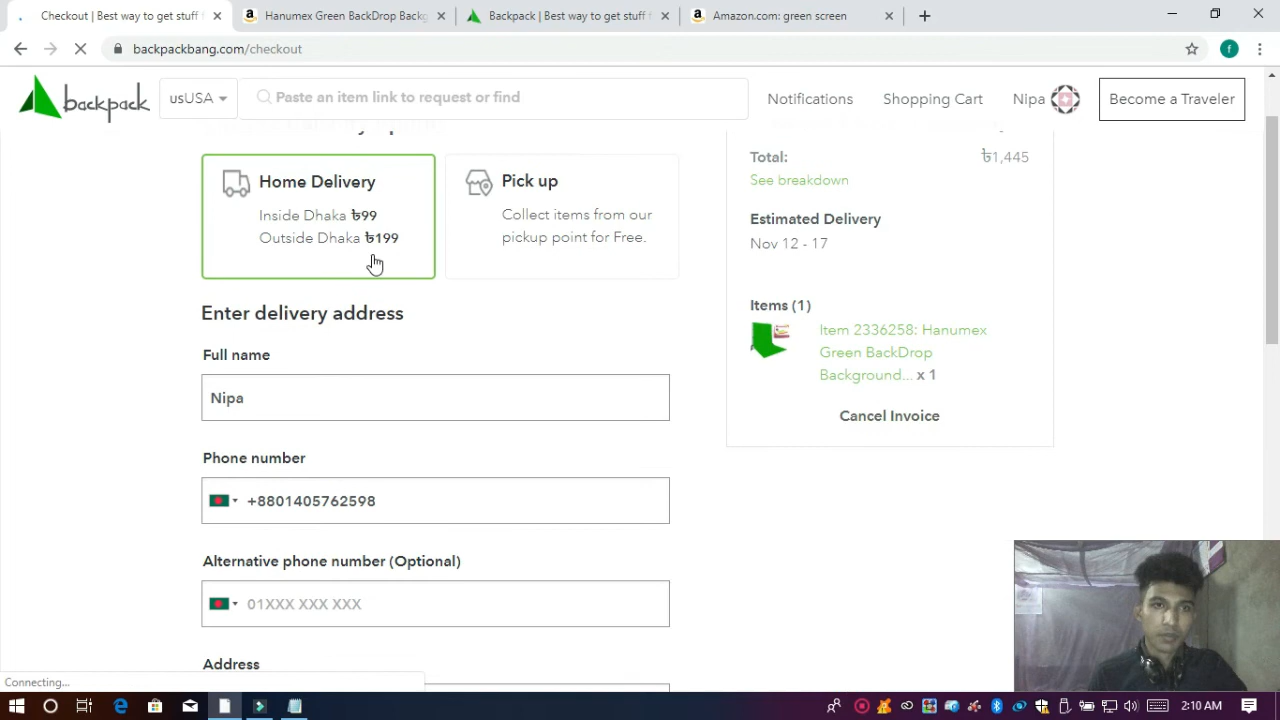 Checkout | Best way to get stuff f
Hanumex Green BackDrop Backg
Backpack | Best way to get stuff f
Amazon.com: green screen
backpackbang.com/checkout
f
backpack
usUSA
Paste an item link to request or find
Notifications
Shopping Cart
Nipa
Become a Traveler
Home Delivery
Inside Dhaka ৳99
Outside Dhaka ৳199
Pick up
Collect items from our
pickup point for Free.
Total:
৳1,445
See breakdown
Estimated Delivery
Nov 12 - 17
Items (1)
Item 2336258: Hanumex
Green BackDrop
Background... x 1
Cancel Invoice
Enter delivery address
Full name
Nipa
Phone number
+8801405762598
Alternative phone number (Optional)
01XXX XXX XXX
Address
Connecting...
2:10 AM